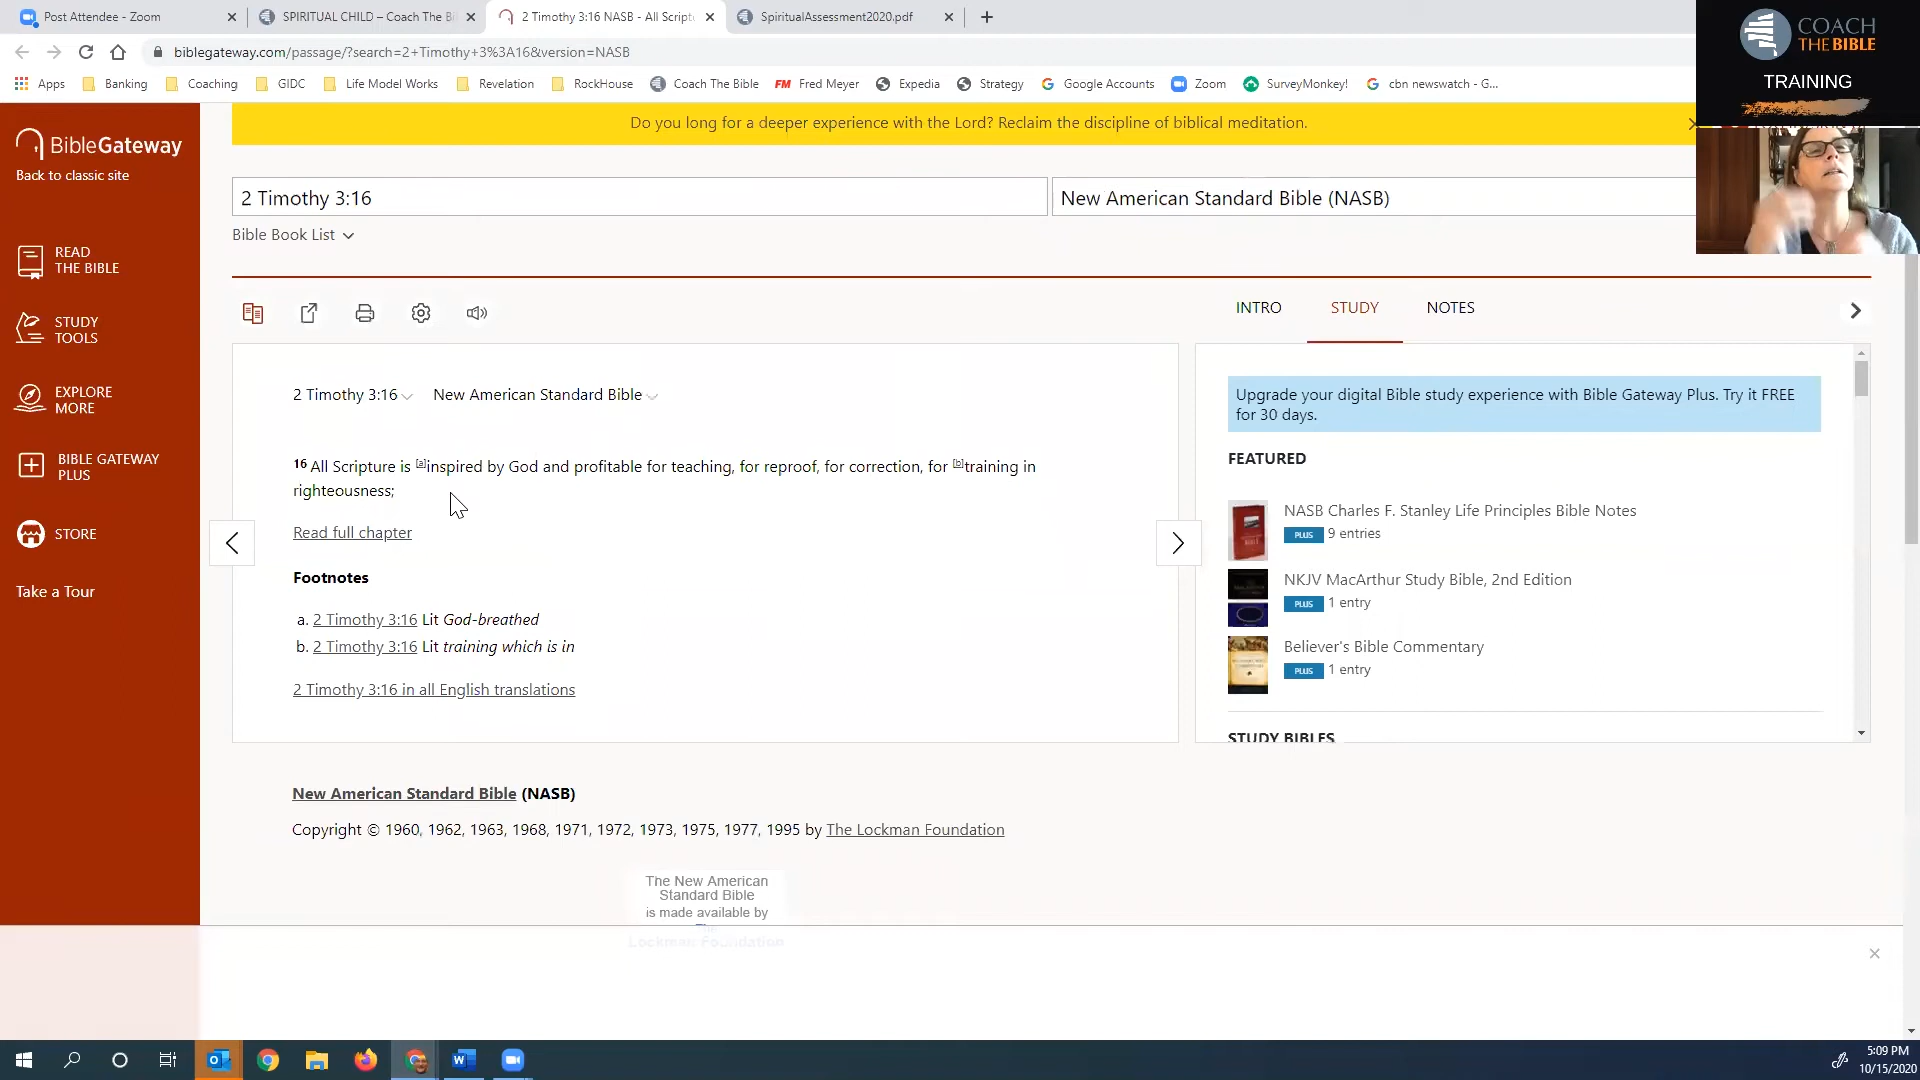 Post Attendee - Zoom
SPIRITUAL CHILD – Coach The Bi
2 Timothy 3:16 NASB - All Script
SpiritualAssessment2020.pdf
biblegateway.com/passage/?search=2+Timothy+3%3A16&version=NASB
Apps
Banking
Coaching
GIDC
Life Model Works
Revelation
RockHouse
Coach The Bible
FM Fred Meyer
Expedia
Strategy
Google Accounts
Zoom
SurveyMonkey!
cbn newswatch - G...
COACH
THE BIBLE
TRAINING
BibleGateway
Back to classic site
READ
THE BIBLE
STUDY
TOOLS
EXPLORE
MORE
BIBLE GATEWAY
PLUS
STORE
Take a Tour
Do you long for a deeper experience with the Lord? Reclaim the discipline of biblical meditation.
2 Timothy 3:16
New American Standard Bible (NASB)
Bible Book List
INTRO
STUDY
NOTES
2 Timothy 3:16
New American Standard Bible
16 All Scripture is [a]inspired by God and profitable for teaching, for reproof, for correction, for [b]training in
righteousness;
Read full chapter
Footnotes
a. 2 Timothy 3:16 Lit God-breathed
b. 2 Timothy 3:16 Lit training which is in
2 Timothy 3:16 in all English translations
Upgrade your digital Bible study experience with Bible Gateway Plus. Try it FREE
for 30 days.
FEATURED
NASB Charles F. Stanley Life Principles Bible Notes
PLUS 9 entries
NKJV MacArthur Study Bible, 2nd Edition
PLUS 1 entry
Believer's Bible Commentary
PLUS 1 entry
STUDY BIBLES
New American Standard Bible (NASB)
Copyright © 1960, 1962, 1963, 1968, 1971, 1972, 1973, 1975, 1977, 1995 by The Lockman Foundation
The New American
Standard Bible
is made available by
The
Lockman Foundation
5:09 PM
10/15/2020